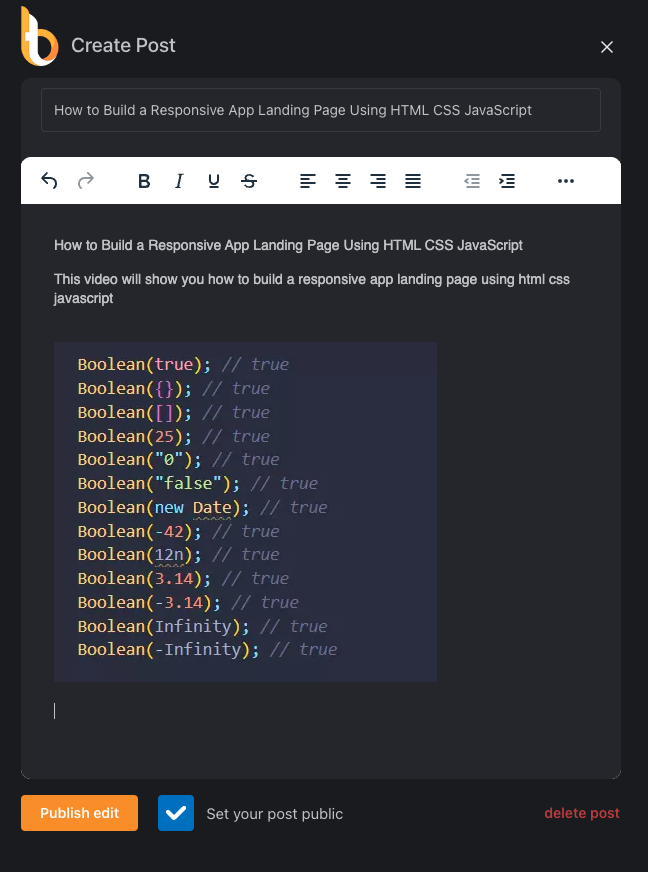 Create Post
How to Build a Responsive App Landing Page Using HTML CSS JavaScript
B I U S
How to Build a Responsive App Landing Page Using HTML CSS JavaScript
This video will show you how to build a responsive app landing page using html css
javascript
Boolean(true); // true
Boolean({}); // true
Boolean([]); // true
Boolean(25); // true
Boolean("0"); // true
Boolean("false"); // true
Boolean(new Date); // true
Boolean(-42); // true
Boolean(12n); // true
Boolean(3.14); // true
Boolean(-3.14); // true
Boolean(Infinity); // true
Boolean(-Infinity); // true
Publish edit
Set your post public
delete post